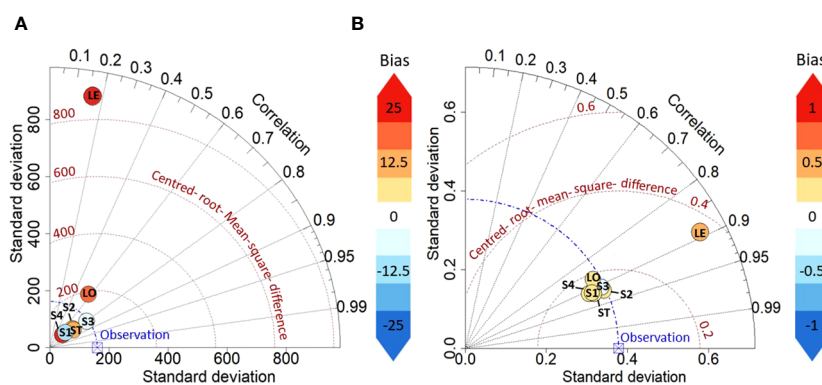 A
Standard deviation
800
600
400
200
0
0.1
0.2
0.3
0.4
0.5
0.6
0.7
0.8
0.9
0.95
0.99
Correlation
LE
800
600
400
200
Centred- root- Mean- square- difference
LO
S2
S4
S3
S1
ST
Observation
0
200
400
600
800
Standard deviation
Bias
25
12.5
0
-12.5
-25
B
Standard deviation
0.6
0.4
0.2
0.0
0.1
0.2
0.3
0.4
0.5
0.6
0.7
0.8
0.9
0.95
0.99
Correlation
0.6
0.4
0.2
Centred- root- mean- square- difference
LE
LO
S4
S3
S1
S2
ST
Observation
0.0
0.2
0.4
0.6
Standard deviation
Bias
1
0.5
0
-0.5
-1